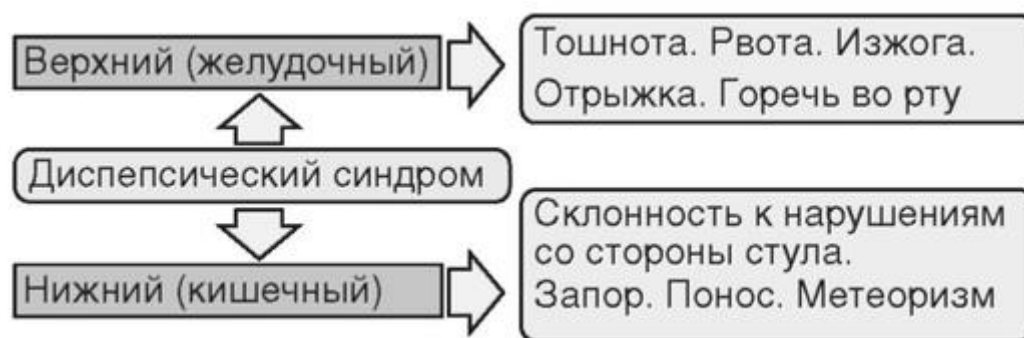 Верхний (желудочный)
Тошнота. Рвота. Изжога.
Отрыжка. Горечь во рту
Диспепсический синдром
Нижний (кишечный)
Склонность к нарушениям
со стороны стула.
Запор. Понос. Метеоризм